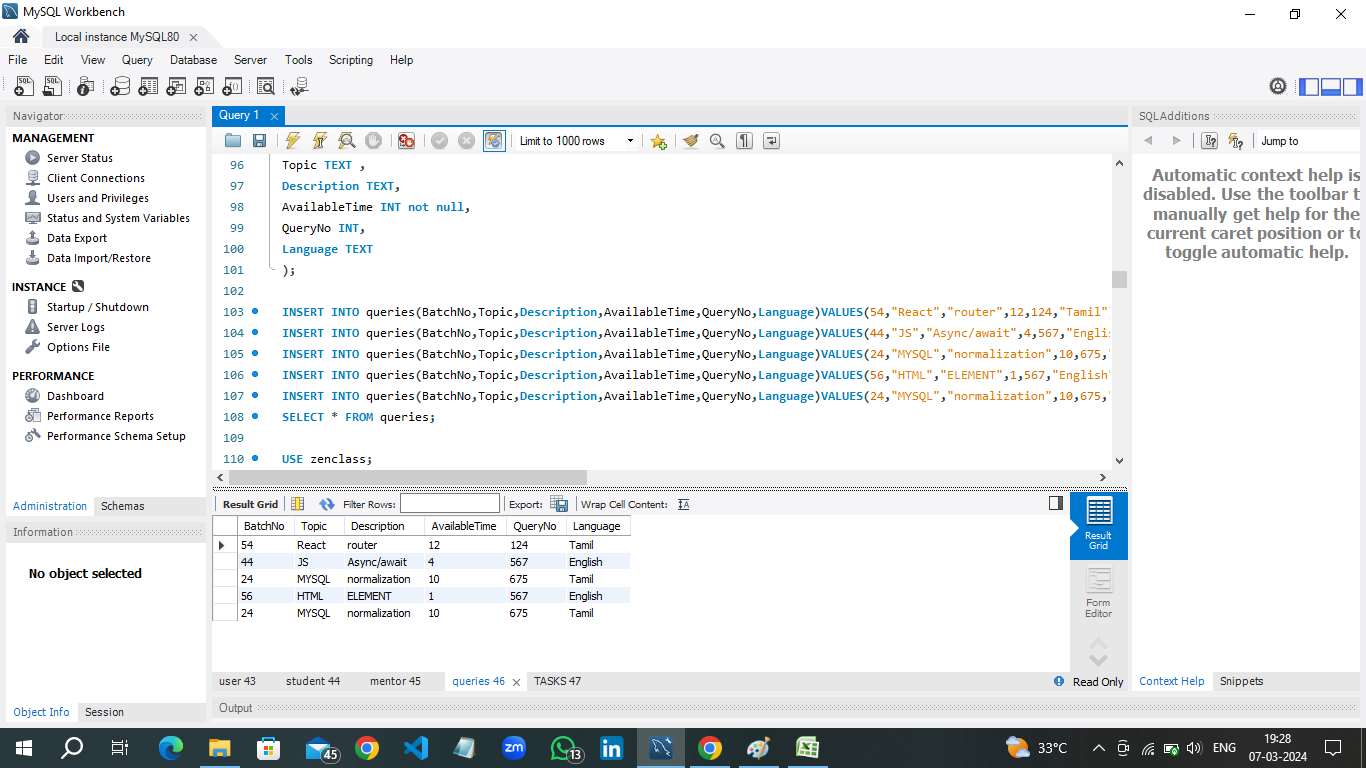 MySQL Workbench
Local instance MySQL80
File Edit View Query Database Server Tools Scripting Help
Navigator
MANAGEMENT
Server Status
Client Connections
Users and Privileges
Status and System Variables
Data Export
Data Import/Restore
INSTANCE
Startup / Shutdown
Server Logs
Options File
PERFORMANCE
Dashboard
Performance Reports
Performance Schema Setup
Administration Schemas
Information
No object selected
Object Info Session
Query 1
Limit to 1000 rows
96 Topic TEXT ,
97 Description TEXT,
98 AvailableTime INT not null,
99 QueryNo INT,
100 Language TEXT
101 );
102
103 INSERT INTO queries(BatchNo,Topic,Description,AvailableTime,QueryNo,Language)VALUES(54,"React","router",12,124,"Tamil"
104 INSERT INTO queries(BatchNo,Topic,Description,AvailableTime,QueryNo,Language)VALUES(44,"JS","Async/await",4,567,"Englis
105 INSERT INTO queries(BatchNo,Topic,Description,AvailableTime,QueryNo,Language)VALUES(24,"MYSQL","normalization",10,675,"
106 INSERT INTO queries(BatchNo,Topic,Description,AvailableTime,QueryNo,Language)VALUES(56,"HTML","ELEMENT",1,567,"English"
107 INSERT INTO queries(BatchNo,Topic,Description,AvailableTime,QueryNo,Language)VALUES(24,"MYSQL","normalization",10,675,"
108 SELECT * FROM queries;
109
110 USE zenclass;
Result Grid Filter Rows: Export: Wrap Cell Content:
BatchNo Topic Description AvailableTime QueryNo Language
54 React router 12 124 Tamil
44 JS Async/await 4 567 English
24 MYSQL normalization 10 675 Tamil
56 HTML ELEMENT 1 567 English
24 MYSQL normalization 10 675 Tamil
Result
Grid
Form
Editor
user 43 student 44 mentor 45 queries 46 TASKS 47
Read Only
Output
SQLAdditions
Jump to
Automatic context help is
disabled. Use the toolbar t
manually get help for the
current caret position or to
toggle automatic help.
Context Help Snippets
45 zm 13 in 33°C ENG 19:28
07-03-2024